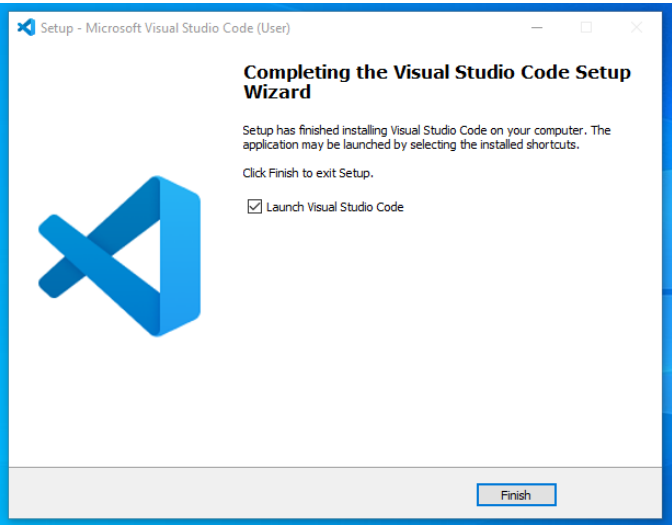 Setup - Microsoft Visual Studio Code (User)
Completing the Visual Studio Code Setup
Wizard
Setup has finished installing Visual Studio Code on your computer. The
application may be launched by selecting the installed shortcuts.
Click Finish to exit Setup.
Launch Visual Studio Code
Finish